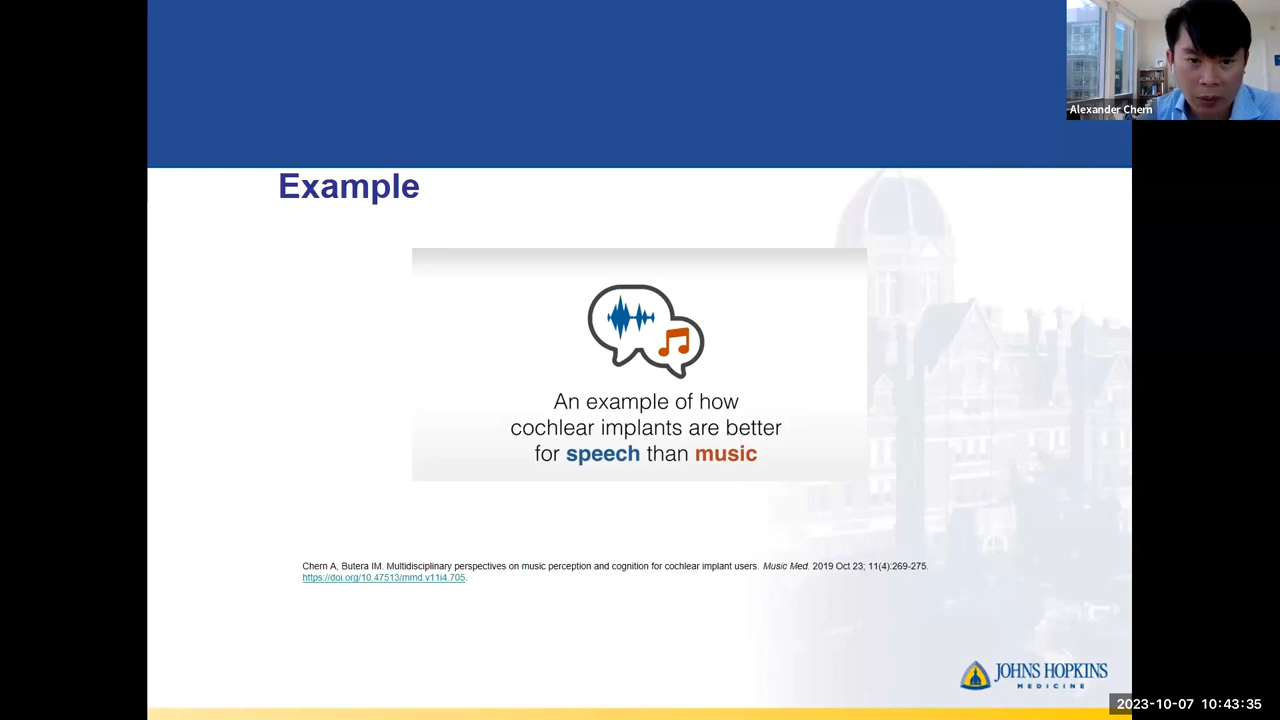 Alexander Chern
Example
An example of how
cochlear implants are better
for speech than music
Chern A, Butera IM. Multidisciplinary perspectives on music perception and cognition for cochlear implant users. Music Med. 2019 Oct 23; 11(4):269-275.
https://doi.org/10.47513/mmd.v11i4.705.
JOHNS HOPKINS
MEDICINE
2023-10-07 10:43:35